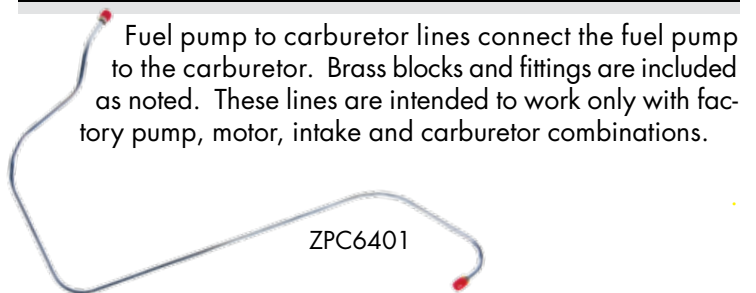 Fuel pump to carburetor lines connect the fuel pump
to the carburetor.  Brass blocks and fittings are included
as noted.  These lines are intended to work only with fac-
tory pump, motor, intake and carburetor combinations.
ZPC6401